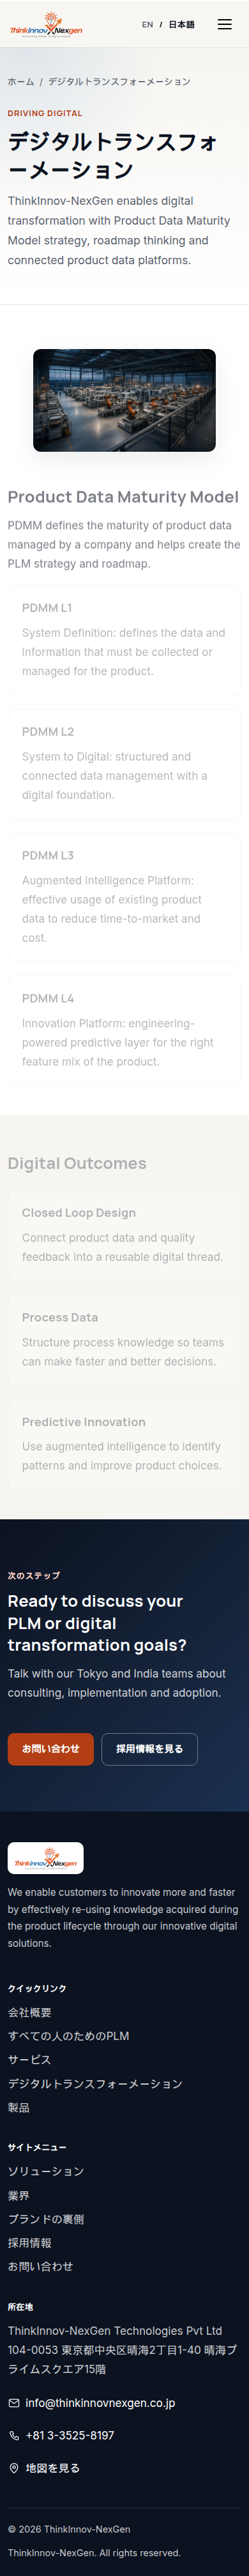 ThinkInnovXNexgen
EN / 日本語
ホーム / デジタルトランスフォーメーション
DRIVING DIGITAL
デジタルトランスフォ
ーメーション
ThinkInnov-NexGen enables digital
transformation with Product Data Maturity
Model strategy, roadmap thinking and
connected product data platforms.
Product Data Maturity Model
PDMM defines the maturity of product data
managed by a company and helps create the
PLM strategy and roadmap.
PDMM L1
System Definition: defines the data and
information that must be collected or
managed for the product.
PDMM L2
System to Digital: structured and
connected data management with a
digital foundation.
PDMM L3
Augmented Intelligence Platform:
effective usage of existing product
data to reduce time-to-market and
cost.
PDMM L4
Innovation Platform: engineering-
powered predictive layer for the right
feature mix of the product.
Digital Outcomes
Closed Loop Design
Connect product data and quality
feedback into a reusable digital thread.
Process Data
Structure process knowledge so teams
can make faster and better decisions.
Predictive Innovation
Use augmented intelligence to identify
patterns and improve product choices.
次のステップ
Ready to discuss your
PLM or digital
transformation goals?
Talk with our Tokyo and India teams about
consulting, implementation and adoption.
お問い合わせ 採用情報を見る
ThinkInnovXNexgen
We enable customers to innovate more and faster
by effectively re-using knowledge acquired during
the product lifecycle through our innovative digital
solutions.
クイックリンク
会社概要
すべての人のためのPLM
サービス
デジタルトランスフォーメーション
製品
サイトメニュー
ソリューション
業界
ブランドの裏側
採用情報
お問い合わせ
所在地
ThinkInnov-NexGen Technologies Pvt Ltd
104-0053 東京都中央区晴海2丁目1-40 晴海プ
ライムスクエア15階
info@thinkinnovnexgen.co.jp
+81 3-3525-8197
地図を見る
© 2026 ThinkInnov-NexGen
ThinkInnov-NexGen. All rights reserved.